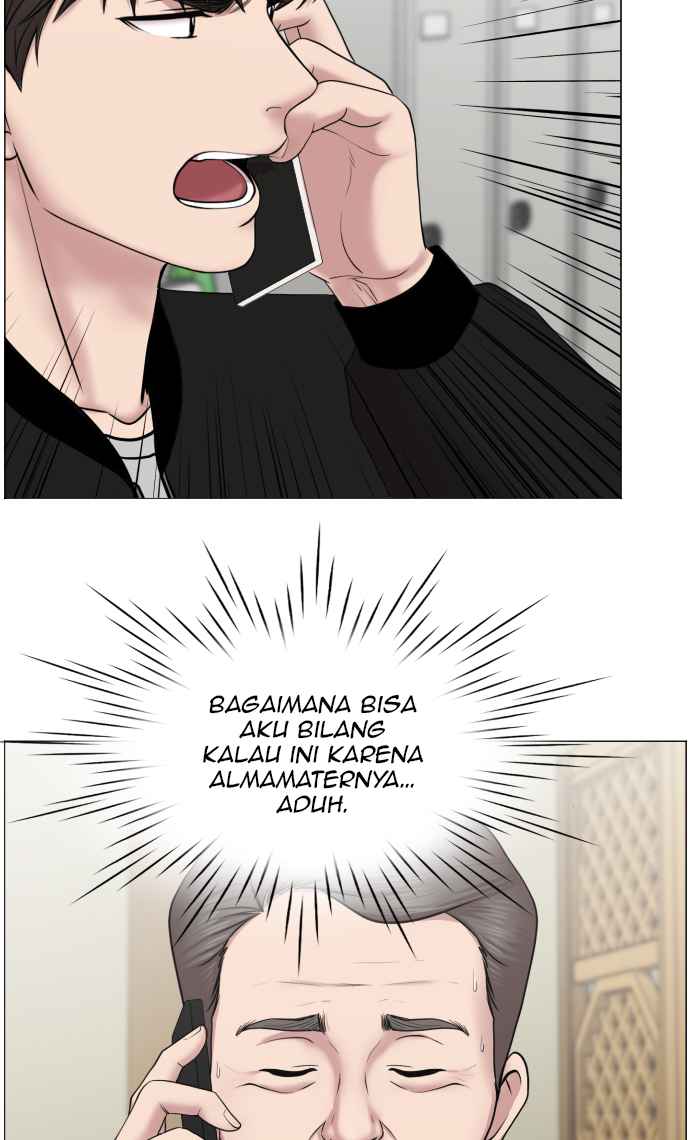 BAGAIMANA BISA
AKU BILANG
KALAU INI KARENA
ALMAMATERNYA...
ADUH.